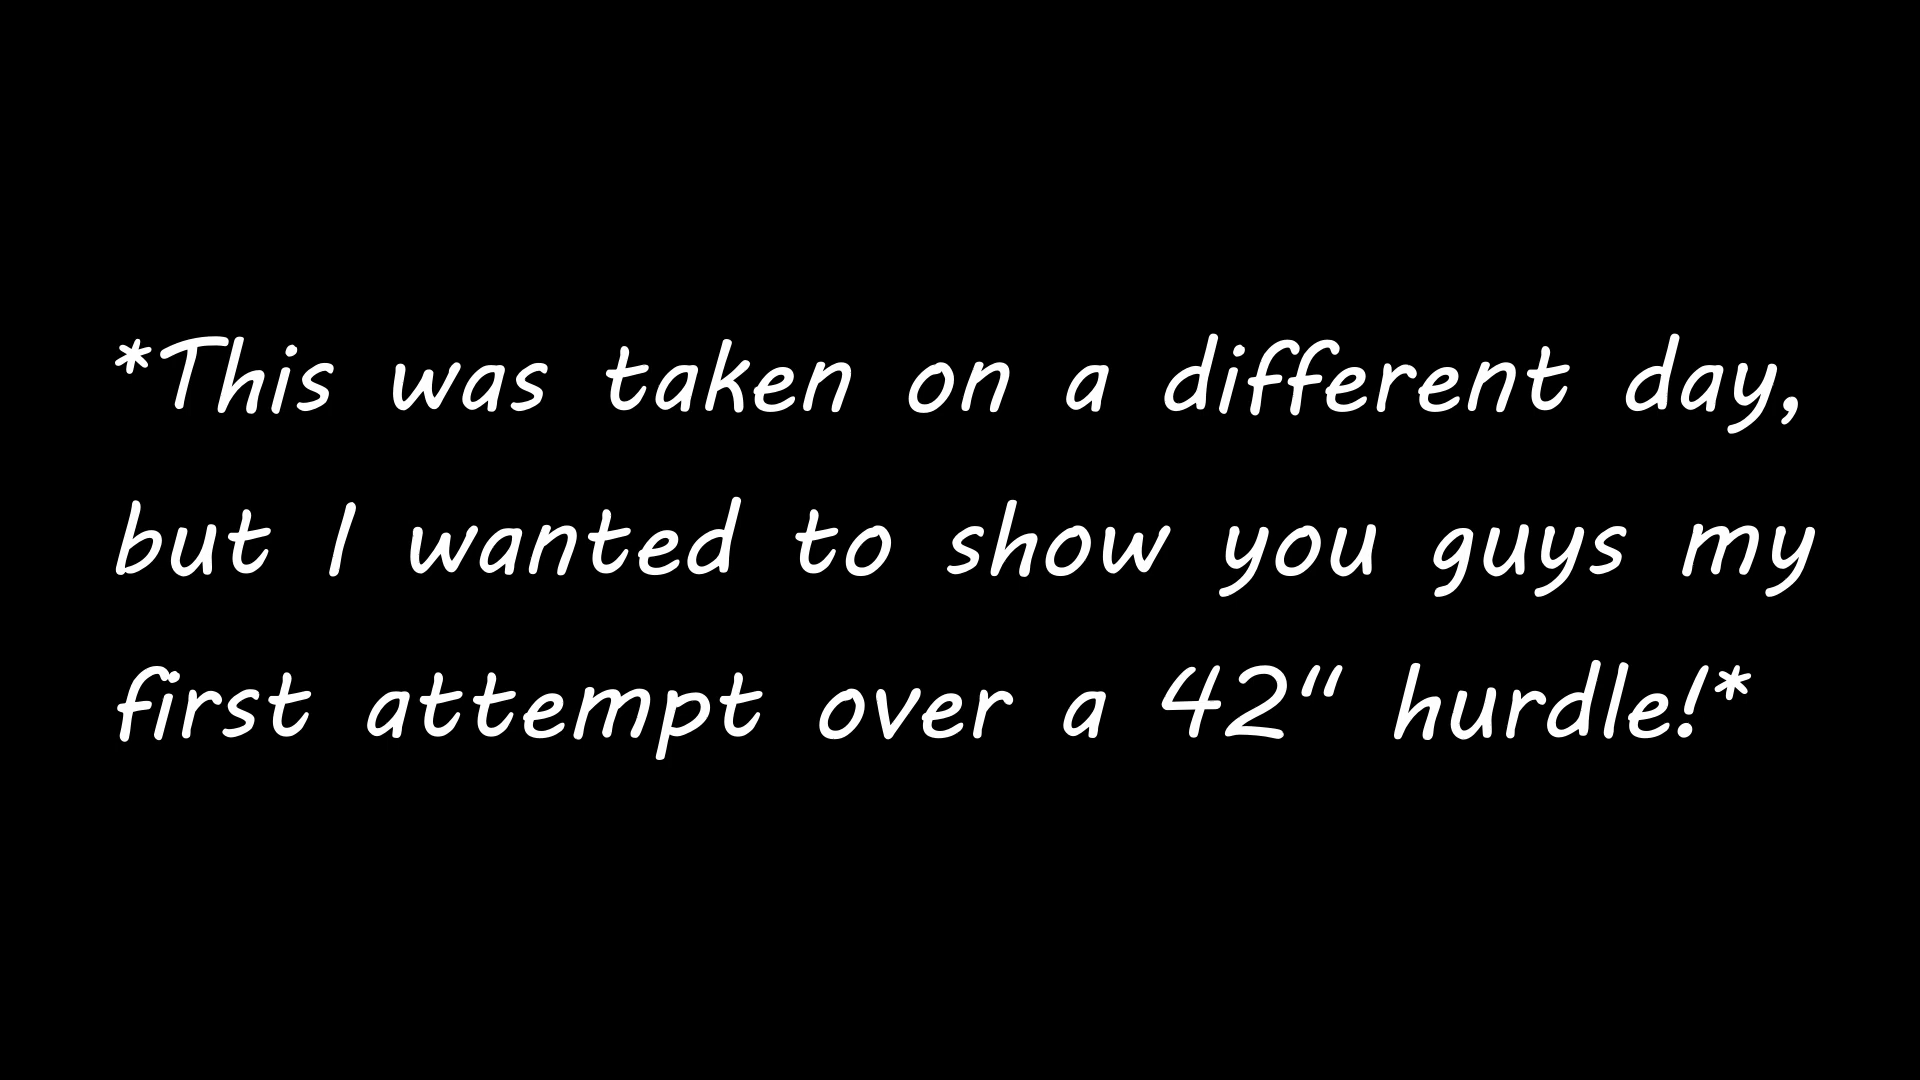 *This was taken on a different day,
but I wanted to show you guys my
first attempt over a 42" hurdle!*